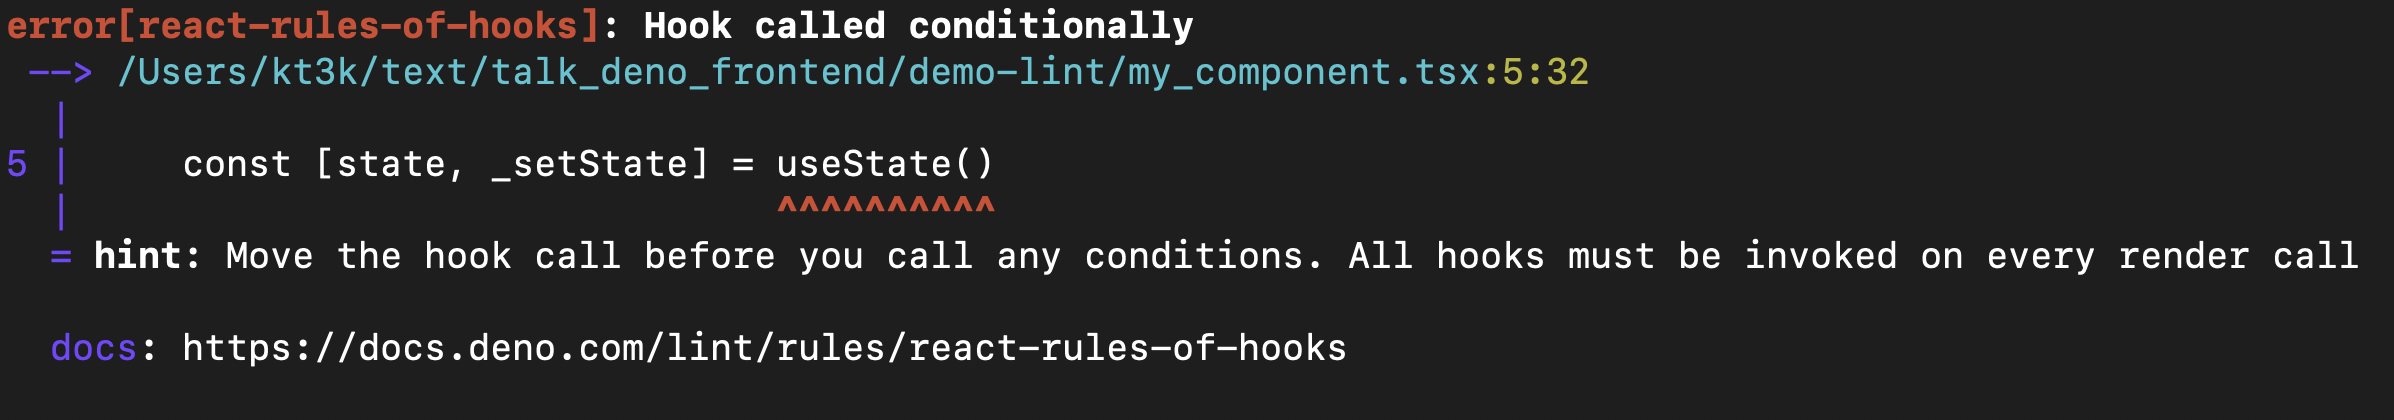 error[react-rules-of-hooks]: Hook called conditionally
 --> /Users/kt3k/text/talk_deno_frontend/demo-lint/my_component.tsx:5:32
  |
5 |     const [state, _setState] = useState()
  |                                ^^^^^^^^^^
  = hint: Move the hook call before you call any conditions. All hooks must be invoked on every render call
  docs: https://docs.deno.com/lint/rules/react-rules-of-hooks